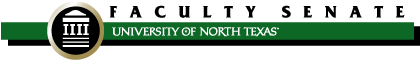 FACULTY SENATE
UNIVERSITY OF NORTH TEXAS